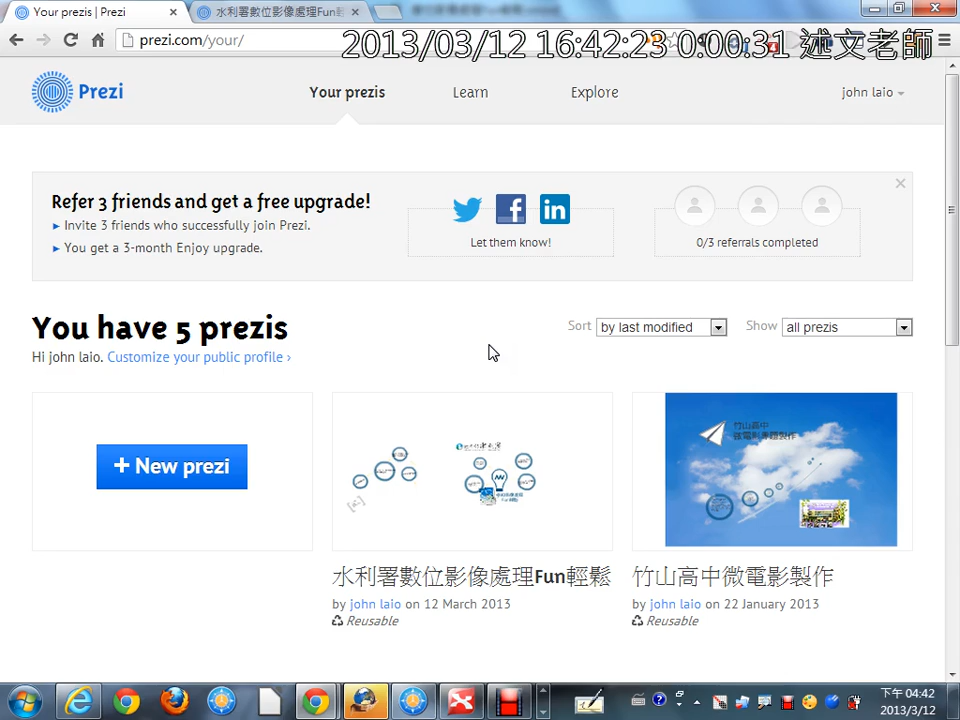 Your prezis | Prezi
水利署數位影像處理Fun輕
prezi.com/your/
2013/03/12 16:42:23 0:00:31 述文老師
Prezi
Your prezis
Learn
Explore
john laio
Refer 3 friends and get a free upgrade!
Invite 3 friends who successfully join Prezi.
You get a 3-month Enjoy upgrade.
Let them know!
0/3 referrals completed
You have 5 prezis
Sort
by last modified
Show
all prezis
Hi john laio. Customize your public profile ›
+ New prezi
竹山高中
微電影專題製作
水利署數位影像處理Fun輕鬆
竹山高中微電影製作
by john laio on 12 March 2013
by john laio on 22 January 2013
Reusable
Reusable
下午 04:42
2013/3/12